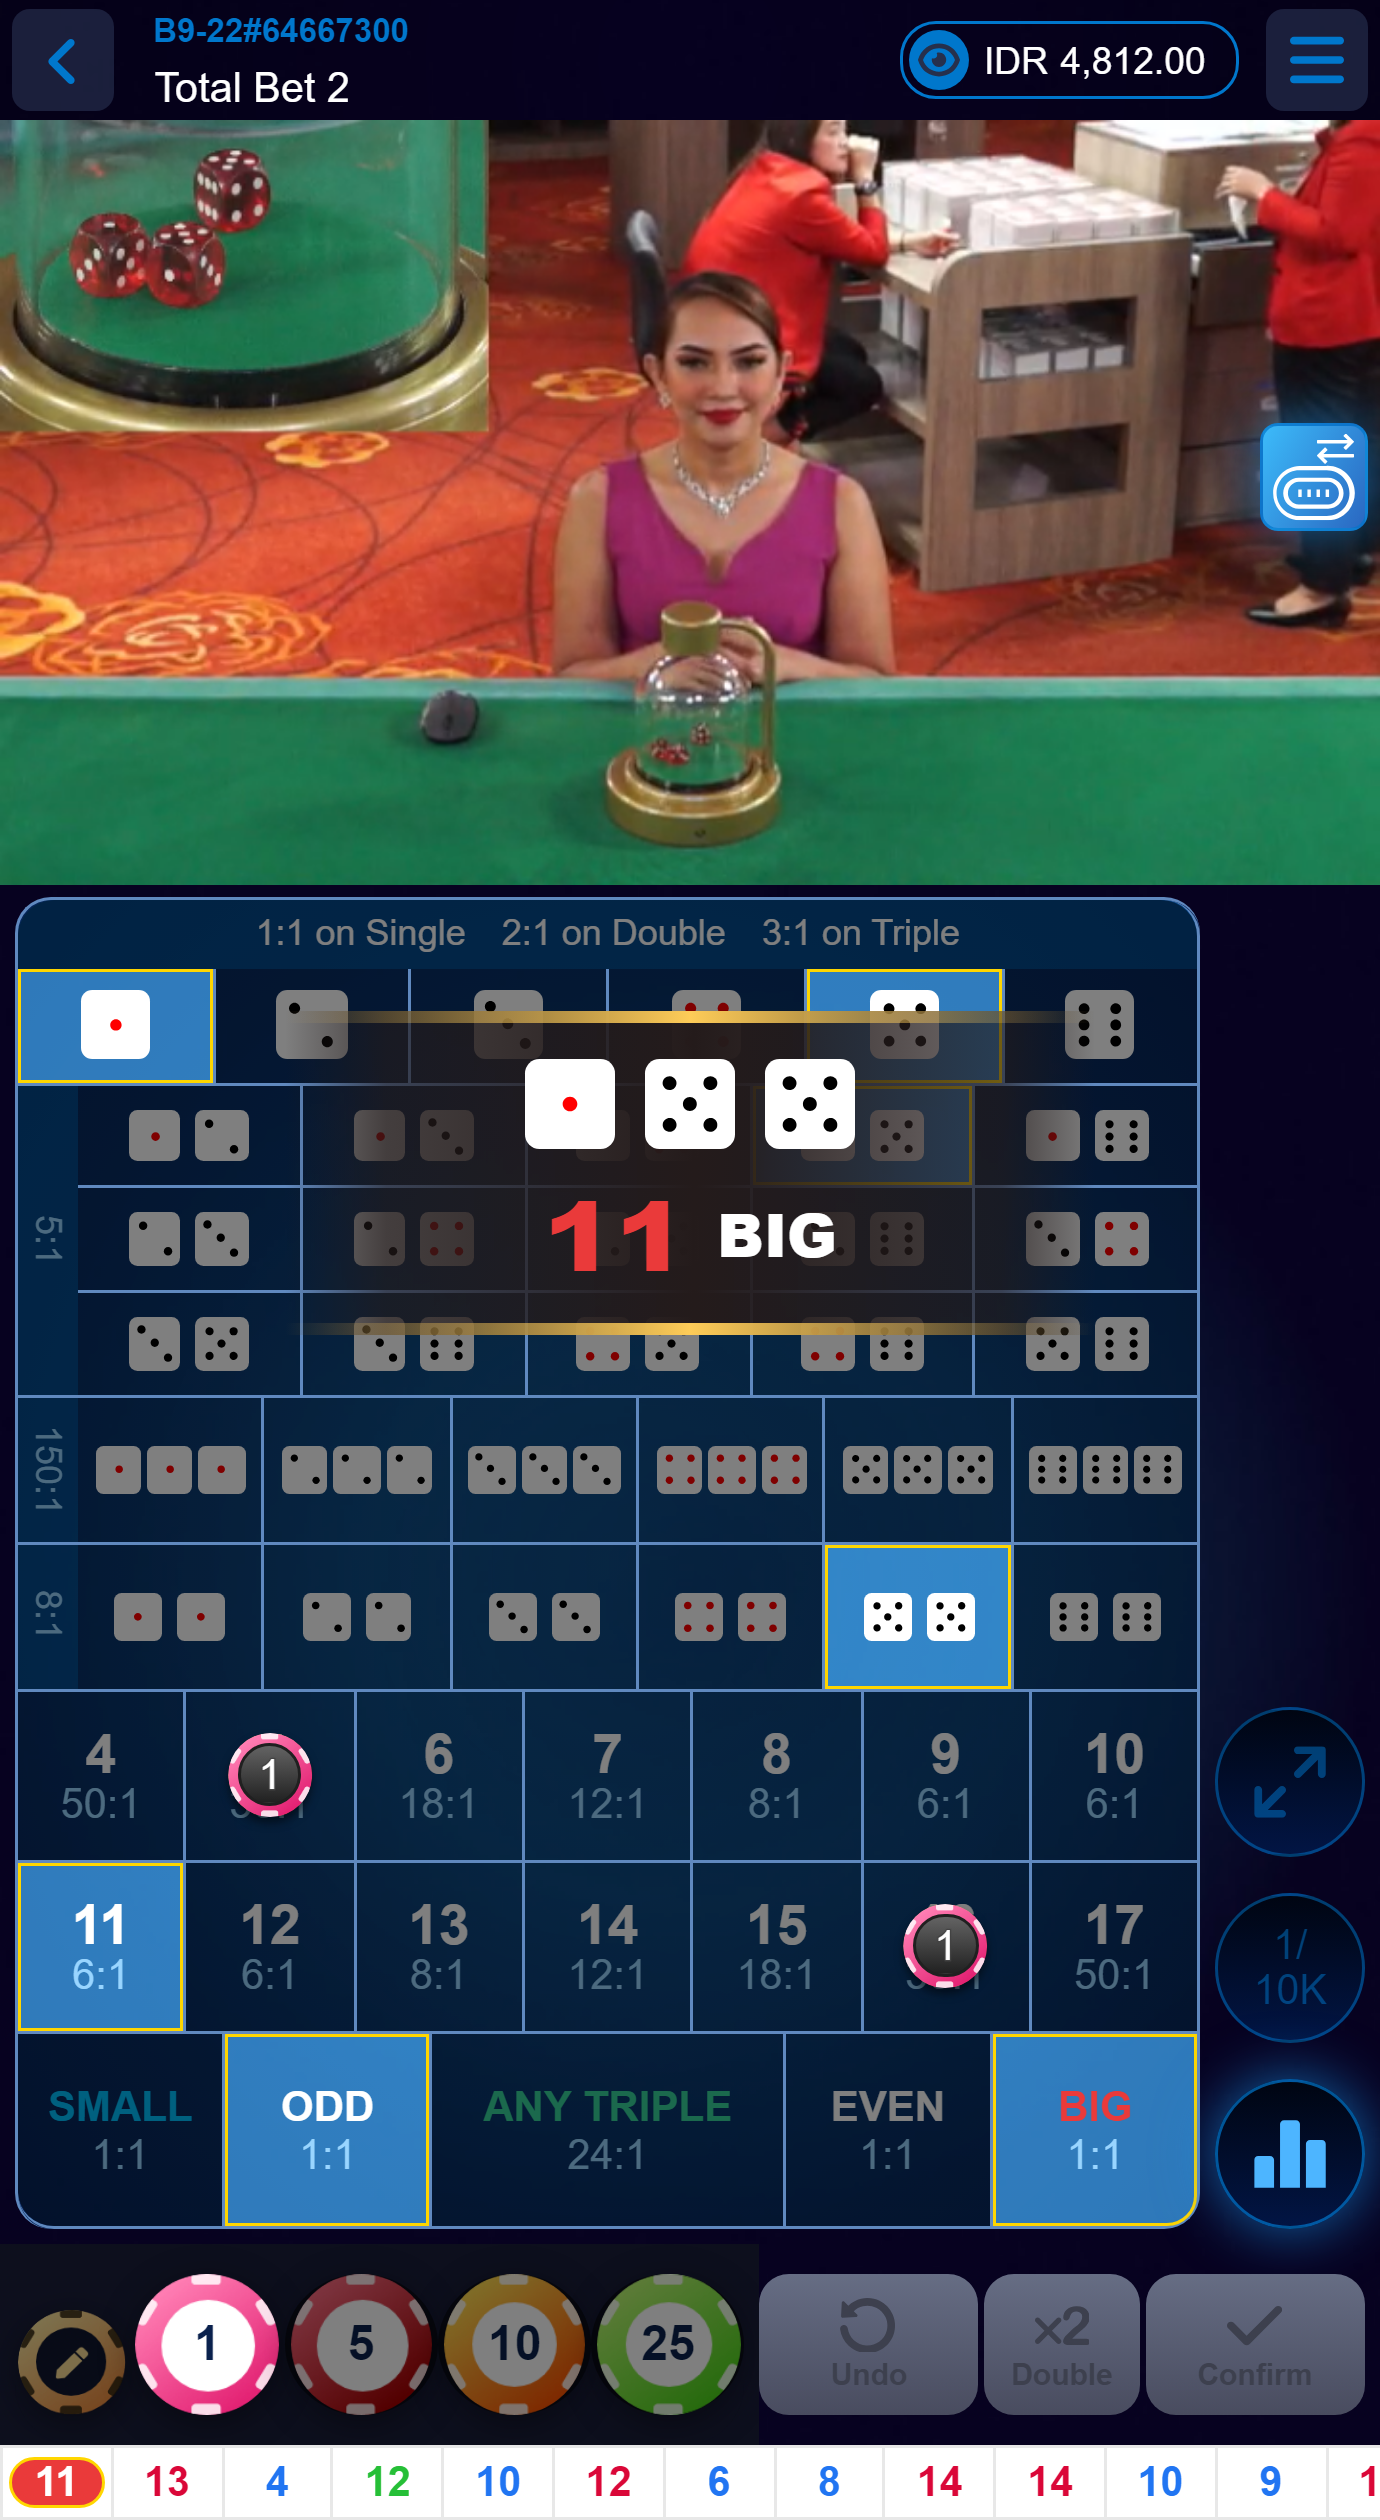 B9-22#64667300
Total Bet 2
IDR 4,812.00
1:1 on Single 2:1 on Double 3:1 on Triple
11 BIG
5:1
150:1
8:1
4 1 6 7 8 9 10
50:1 18:1 12:1 8:1 6:1 6:1
11 12 13 14 15 1 17
6:1 6:1 8:1 12:1 18:1 50:1
1/
10K
SMALL ODD ANY TRIPLE EVEN BIG
1:1 1:1 24:1 1:1 1:1
1 5 10 25 x2
Undo Double Confirm
11 13 4 12 10 12 6 8 14 14 10 9